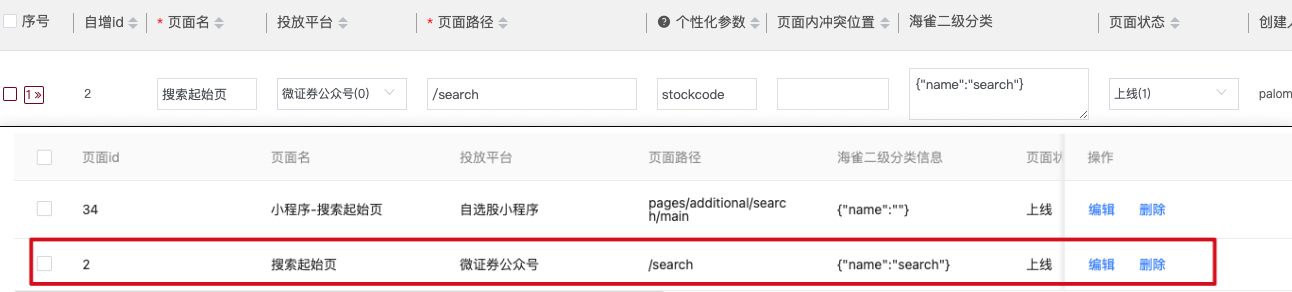 序号 自增id * 页面名 投放平台 * 页面路径 ? 个性化参数 页面内冲突位置 海雀二级分类 页面状态 创建人
1 » 2 搜索起始页 微证券公众号(0) /search stockcode {"name":"search"} 上线(1) palom
页面id 页面名 投放平台 页面路径 海雀二级分类信息 页面状 操作
34 小程序-搜索起始页 自选股小程序 pages/additional/searc {"name":""} 上线 编辑 删除
h/main
2 搜索起始页 微证券公众号 /search {"name":"search"} 上线 编辑 删除